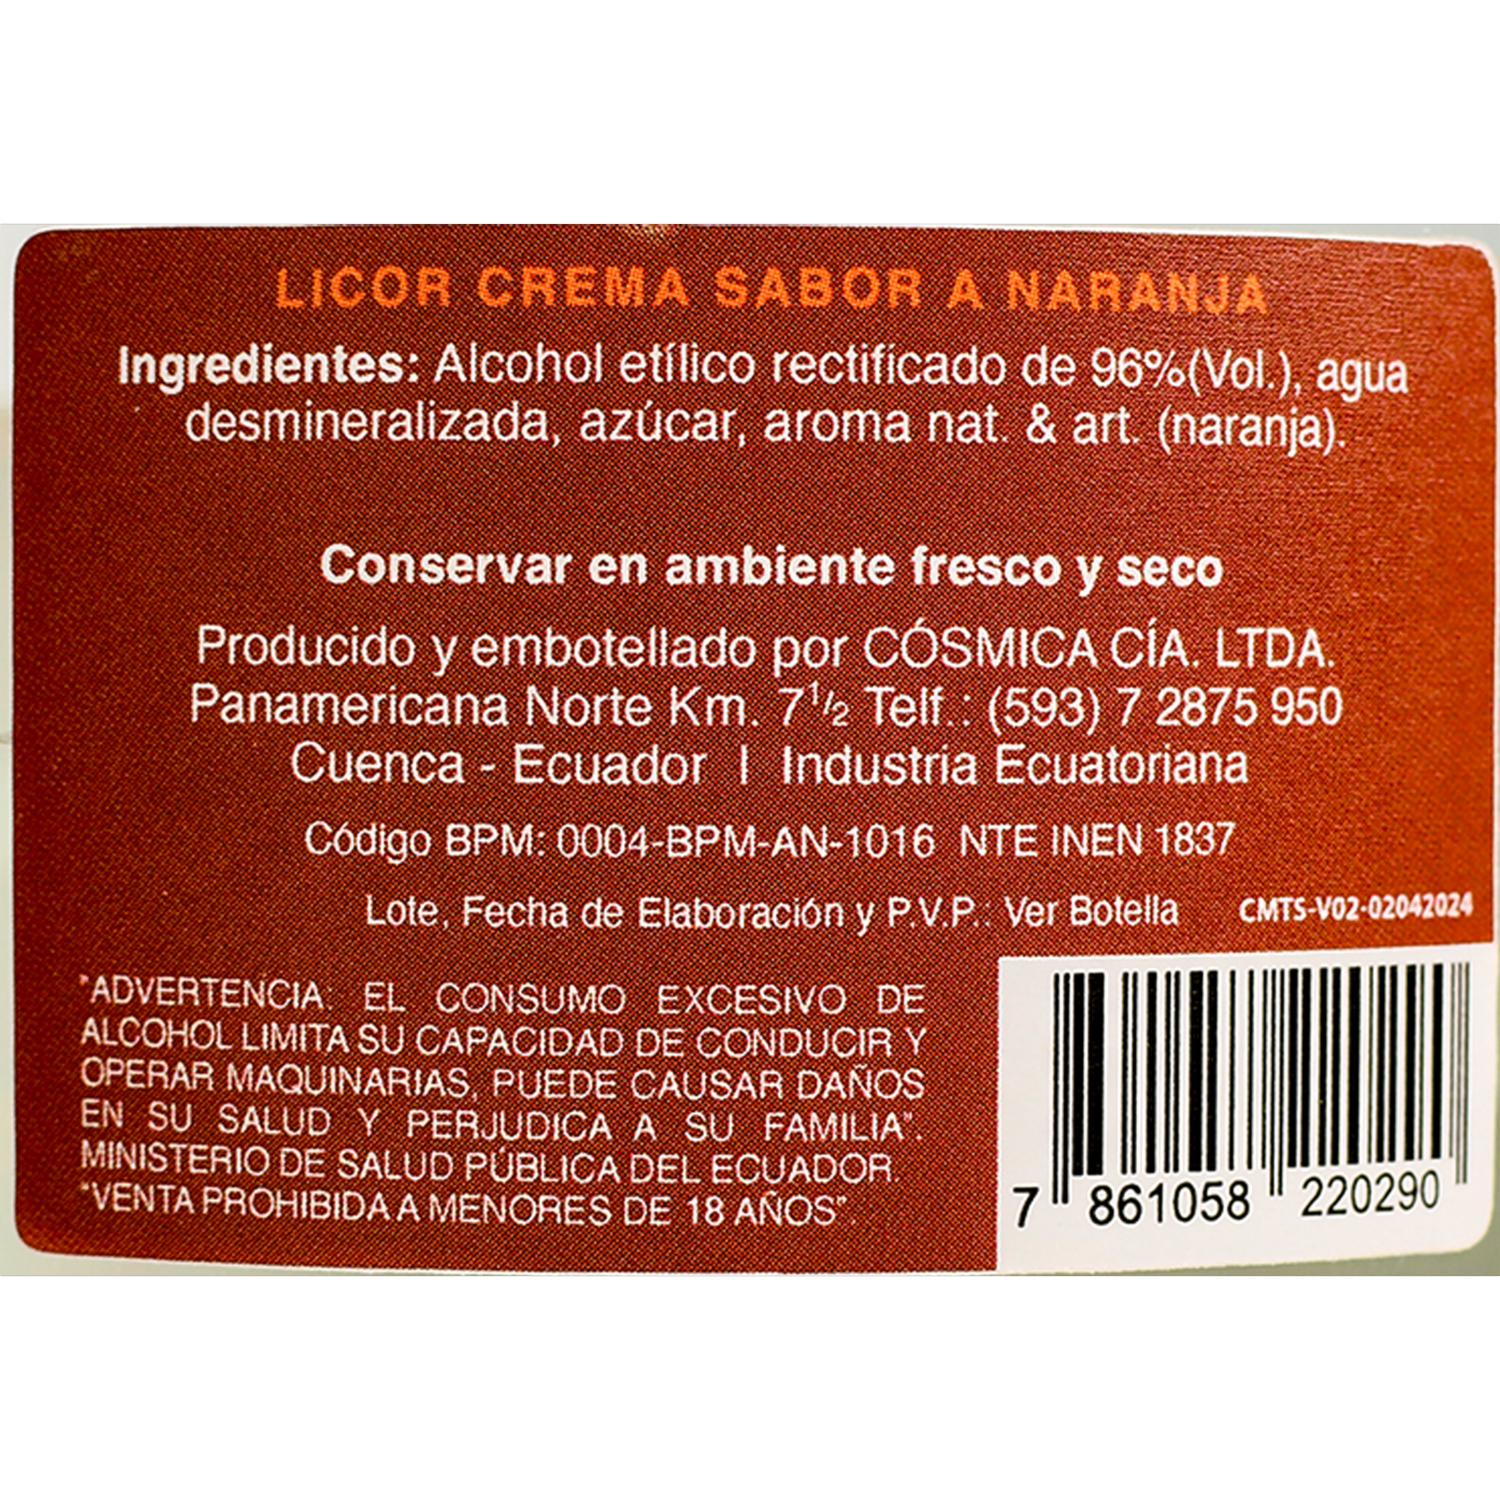 LICOR CREMA SABOR A NARANJA
Ingredientes: Alcohol etílico rectificado de 96%(Vol.), agua
desmineralizada, azúcar, aroma nat. & art. (naranja).
Conservar en ambiente fresco y seco
Producido y embotellado por CÓSMICA CÍA. LTDA.
Panamericana Norte Km. 7½ Telf.: (593) 7 2875 950
Cuenca - Ecuador | Industria Ecuatoriana
Código BPM: 0004-BPM-AN-1016 NTE INEN 1837
Lote, Fecha de Elaboración y P.V.P.: Ver Botella
CMTS-V02-02042024
"ADVERTENCIA: EL CONSUMO EXCESIVO DE
ALCOHOL LIMITA SU CAPACIDAD DE CONDUCIR Y
OPERAR MAQUINARIAS, PUEDE CAUSAR DAÑOS
EN SU SALUD Y PERJUDICA A SU FAMILIA".
MINISTERIO DE SALUD PÚBLICA DEL ECUADOR.
"VENTA PROHIBIDA A MENORES DE 18 AÑOS".
7 861058 220290